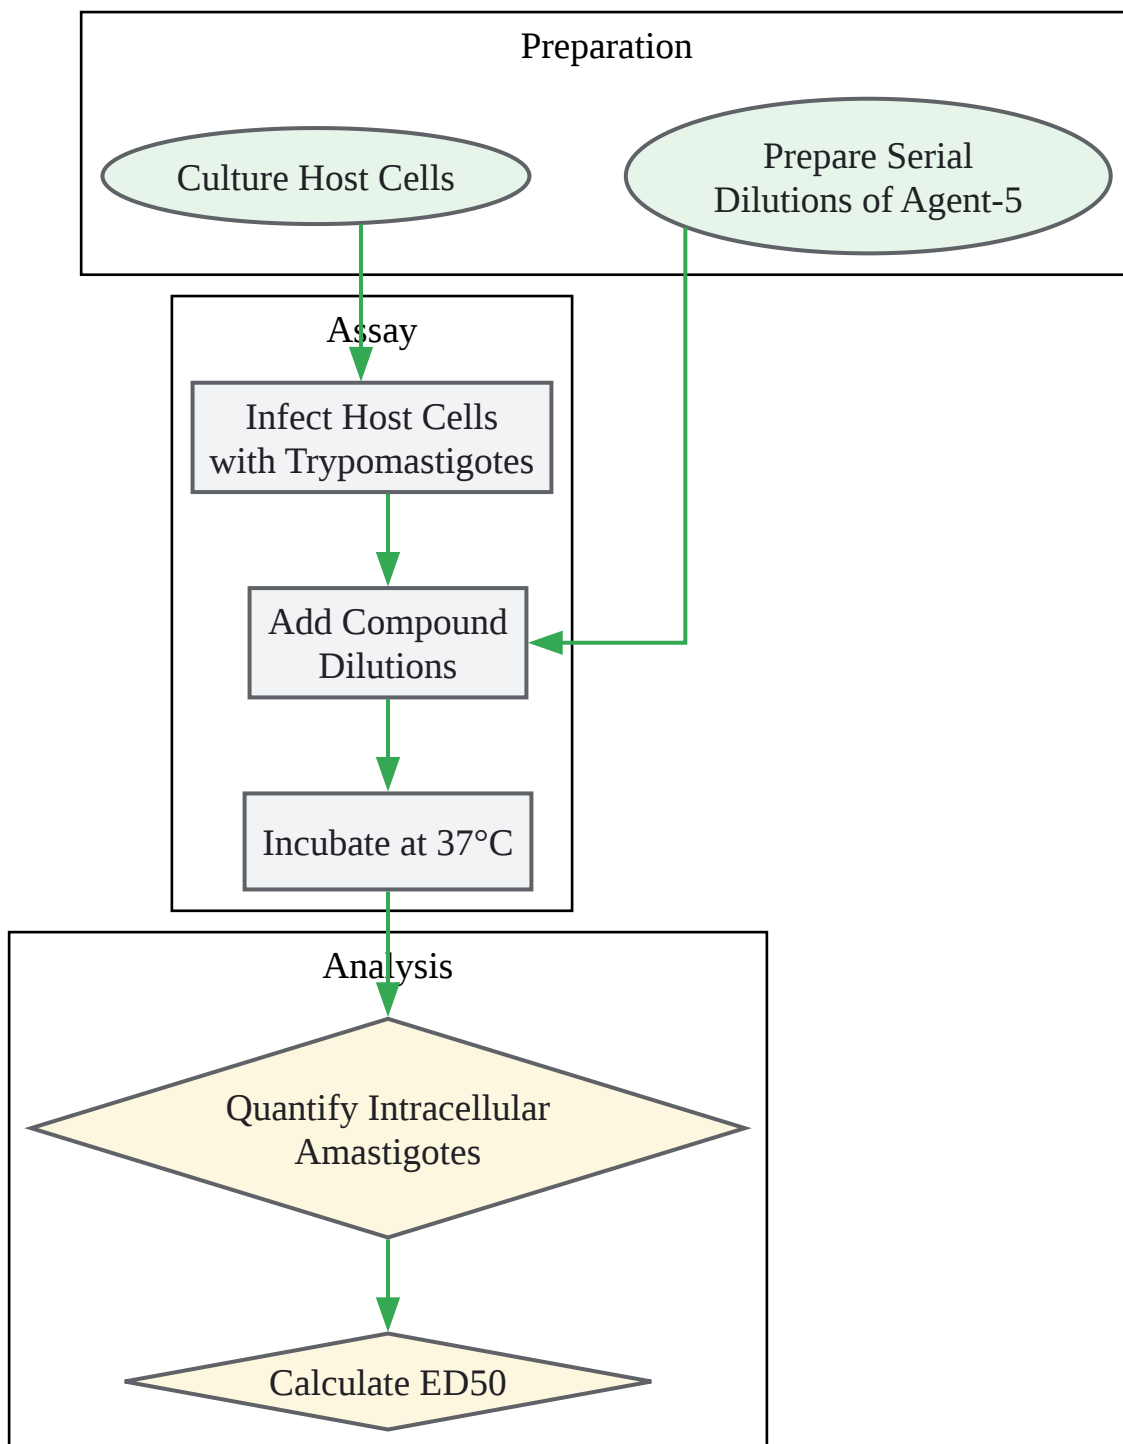 Preparation
Culture Host Cells
Prepare Serial
Dilutions of Agent-5
Assay
Infect Host Cells
with Trypomastigotes
Add Compound
Dilutions
Incubate at 37°C
Analysis
Quantify Intracellular
Amastigotes
Calculate ED50